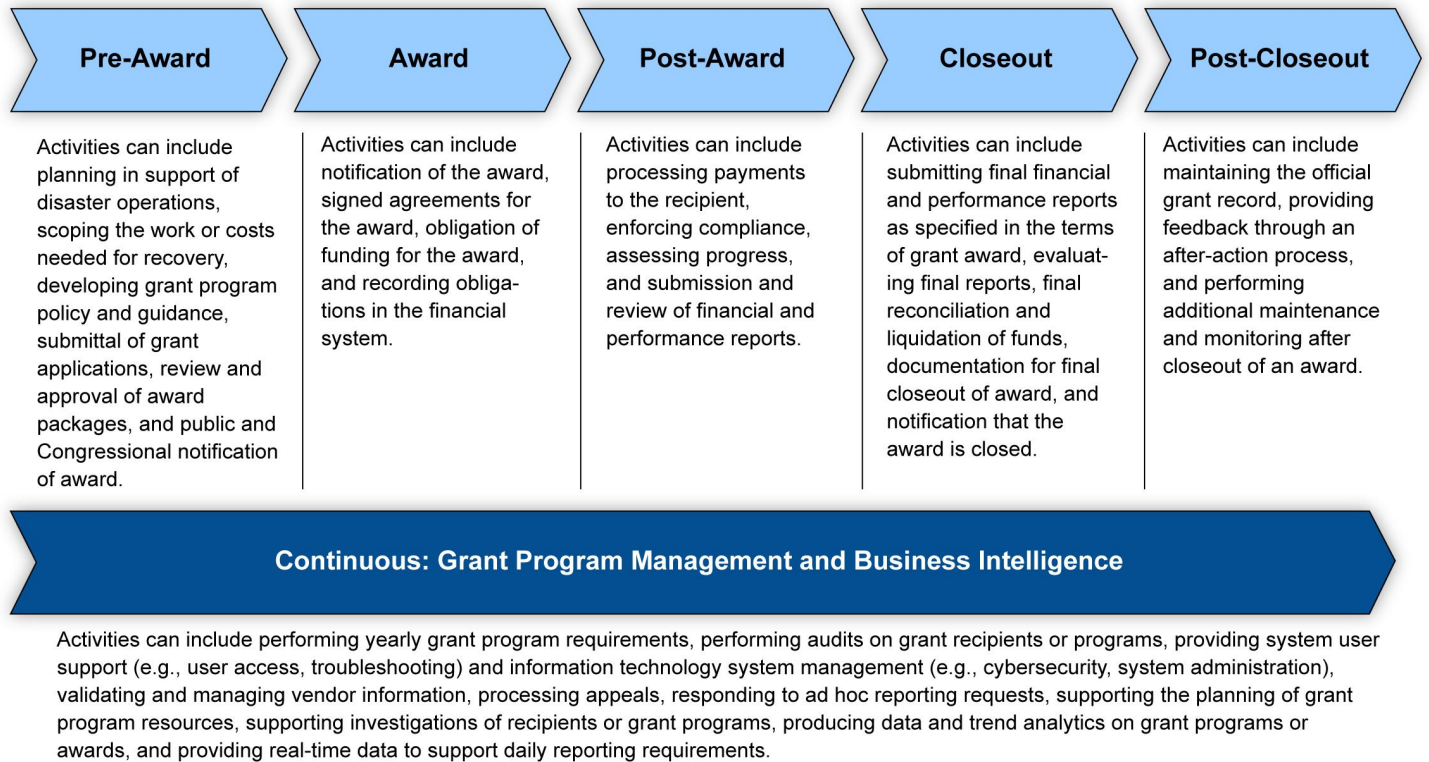 Pre-Award
Activities can include
planning in support of
disaster operations,
scoping the work or costs
needed for recovery,
developing grant program
policy and guidance,
submittal of grant
applications, review and
approval of award
packages, and public and
Congressional notification
of award.
Award
Activities can include
notification of the award,
signed agreements for
the award, obligation of
funding for the award,
and recording obliga-
tions in the financial
system.
Post-Award
Activities can include
processing payments
to the recipient,
enforcing compliance,
assessing progress,
and submission and
review of financial and
performance reports.
Closeout
Activities can include
submitting final financial
and performance reports
as specified in the terms
of grant award, evaluat-
ing final reports, final
reconciliation and
liquidation of funds,
documentation for final
closeout of award, and
notification that the
award is closed.
Post-Closeout
Activities can include
maintaining the official
grant record, providing
feedback through an
after-action process,
and performing
additional maintenance
and monitoring after
closeout of an award.
Continuous: Grant Program Management and Business Intelligence
Activities can include performing yearly grant program requirements, performing audits on grant recipients or programs, providing system user
support (e.g., user access, troubleshooting) and information technology system management (e.g., cybersecurity, system administration),
validating and managing vendor information, processing appeals, responding to ad hoc reporting requests, supporting the planning of grant
program resources, supporting investigations of recipients or grant programs, producing data and trend analytics on grant programs or
awards, and providing real-time data to support daily reporting requirements.